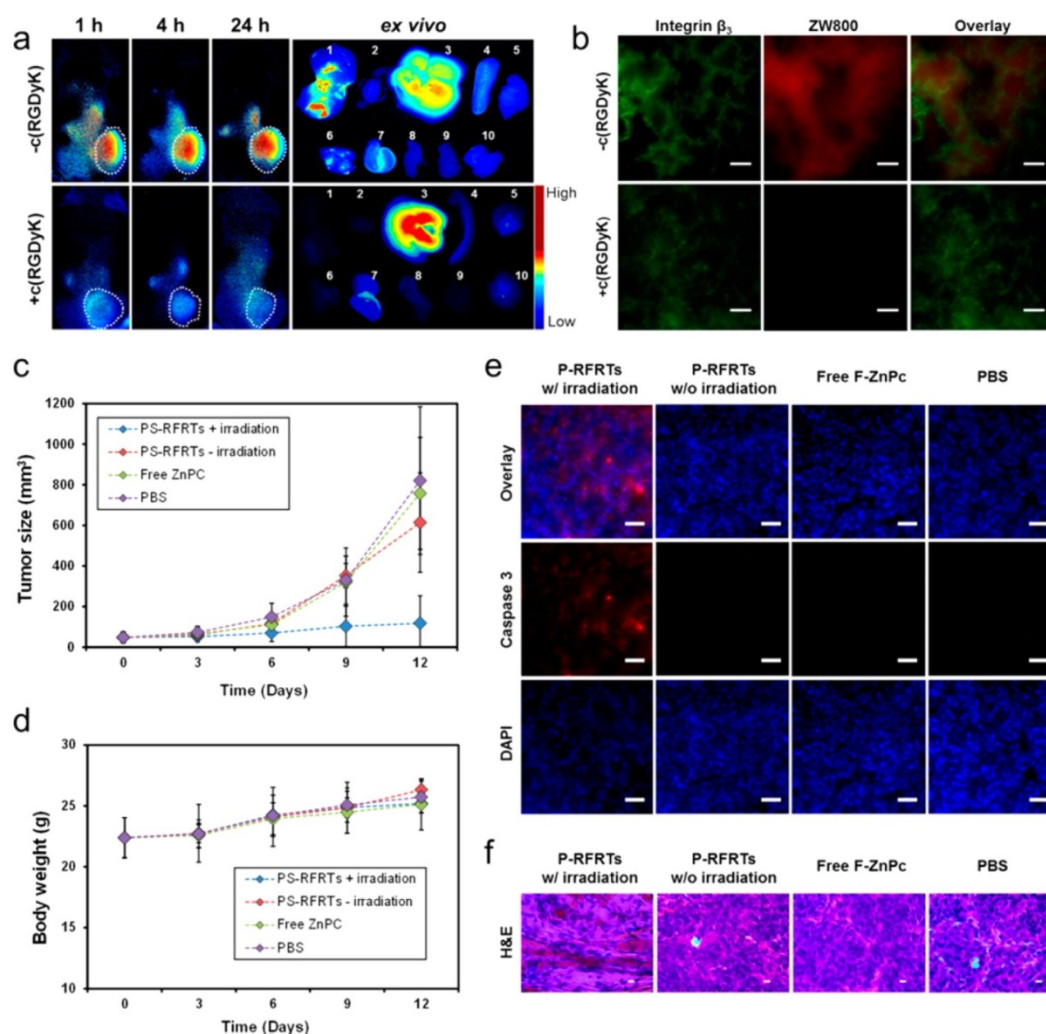 a
1 h 4 h 24 h ex vivo
-c(RGDyK)
1 2 3 4 5
6 7 8 9 10
+c(RGDyK)
1 2 3 4 5
6 7 8 9 10
High
Low
b
Integrin β3 ZW800 Overlay
-c(RGDyK)
+c(RGDyK)
c
1200
1000
800
600
400
200
0
Tumor size (mm³)
PS-RFRTs + irradiation
PS-RFRTs - irradiation
Free ZnPC
PBS
0 3 6 9 12
Time (Days)
d
30
25
20
15
10
Body weight (g)
PS-RFRTs + irradiation
PS-RFRTs - irradiation
Free ZnPC
PBS
0 3 6 9 12
Time (Days)
e
P-RFRTs
w/ irradiation
P-RFRTs
w/o irradiation
Free F-ZnPc
PBS
Overlay
Caspase 3
DAPI
f
P-RFRTs
w/ irradiation
P-RFRTs
w/o irradiation
Free F-ZnPc
PBS
H&E